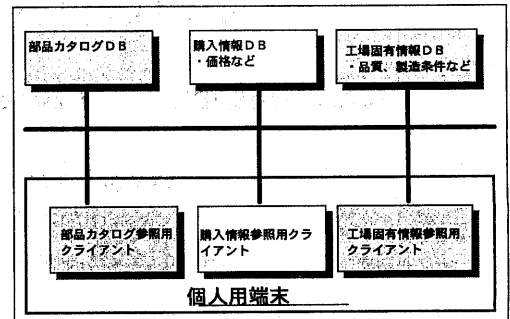 部品カタログＤＢ
購入情報ＤＢ
・価格など
工場固有情報ＤＢ
・品質、製造条件など
部品カタログ参照用
クライアント
購入情報参照用クラ
イアント
工場固有情報参照用
クライアント
個人用端末